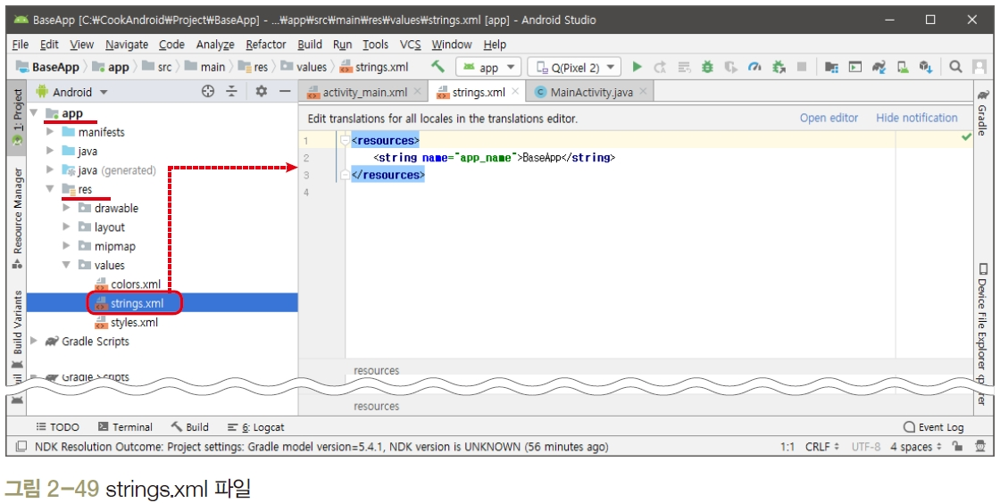 BaseApp [C:₩CookAndroid₩Project₩BaseApp] - ...₩app₩src₩main₩res₩values₩strings.xml [app] - Android Studio
File Edit View Navigate Code Analyze Refactor Build Run Tools VCS Window Help
BaseApp app src main res values strings.xml app Q(Pixel 2)
1: Project
Resource Manager
Build Variants
Android
app
manifests
java
java (generated)
res
drawable
layout
mipmap
values
colors.xml
strings.xml
styles.xml
Gradle Scripts
Gradle Scripts
activity_main.xml strings.xml MainActivity.java
Edit translations for all locales in the translations editor. Open editor Hide notification
1 <resources>
2 <string name="app_name">BaseApp</string>
3 </resources>
4
resources
resources
Gradle
Device File Explorer
TODO Terminal Build 6: Logcat Event Log
NDK Resolution Outcome: Project settings: Gradle model version=5.4.1, NDK version is UNKNOWN (56 minutes ago) 1:1 CRLF UTF-8 4 spaces
그림 2-49 strings.xml 파일